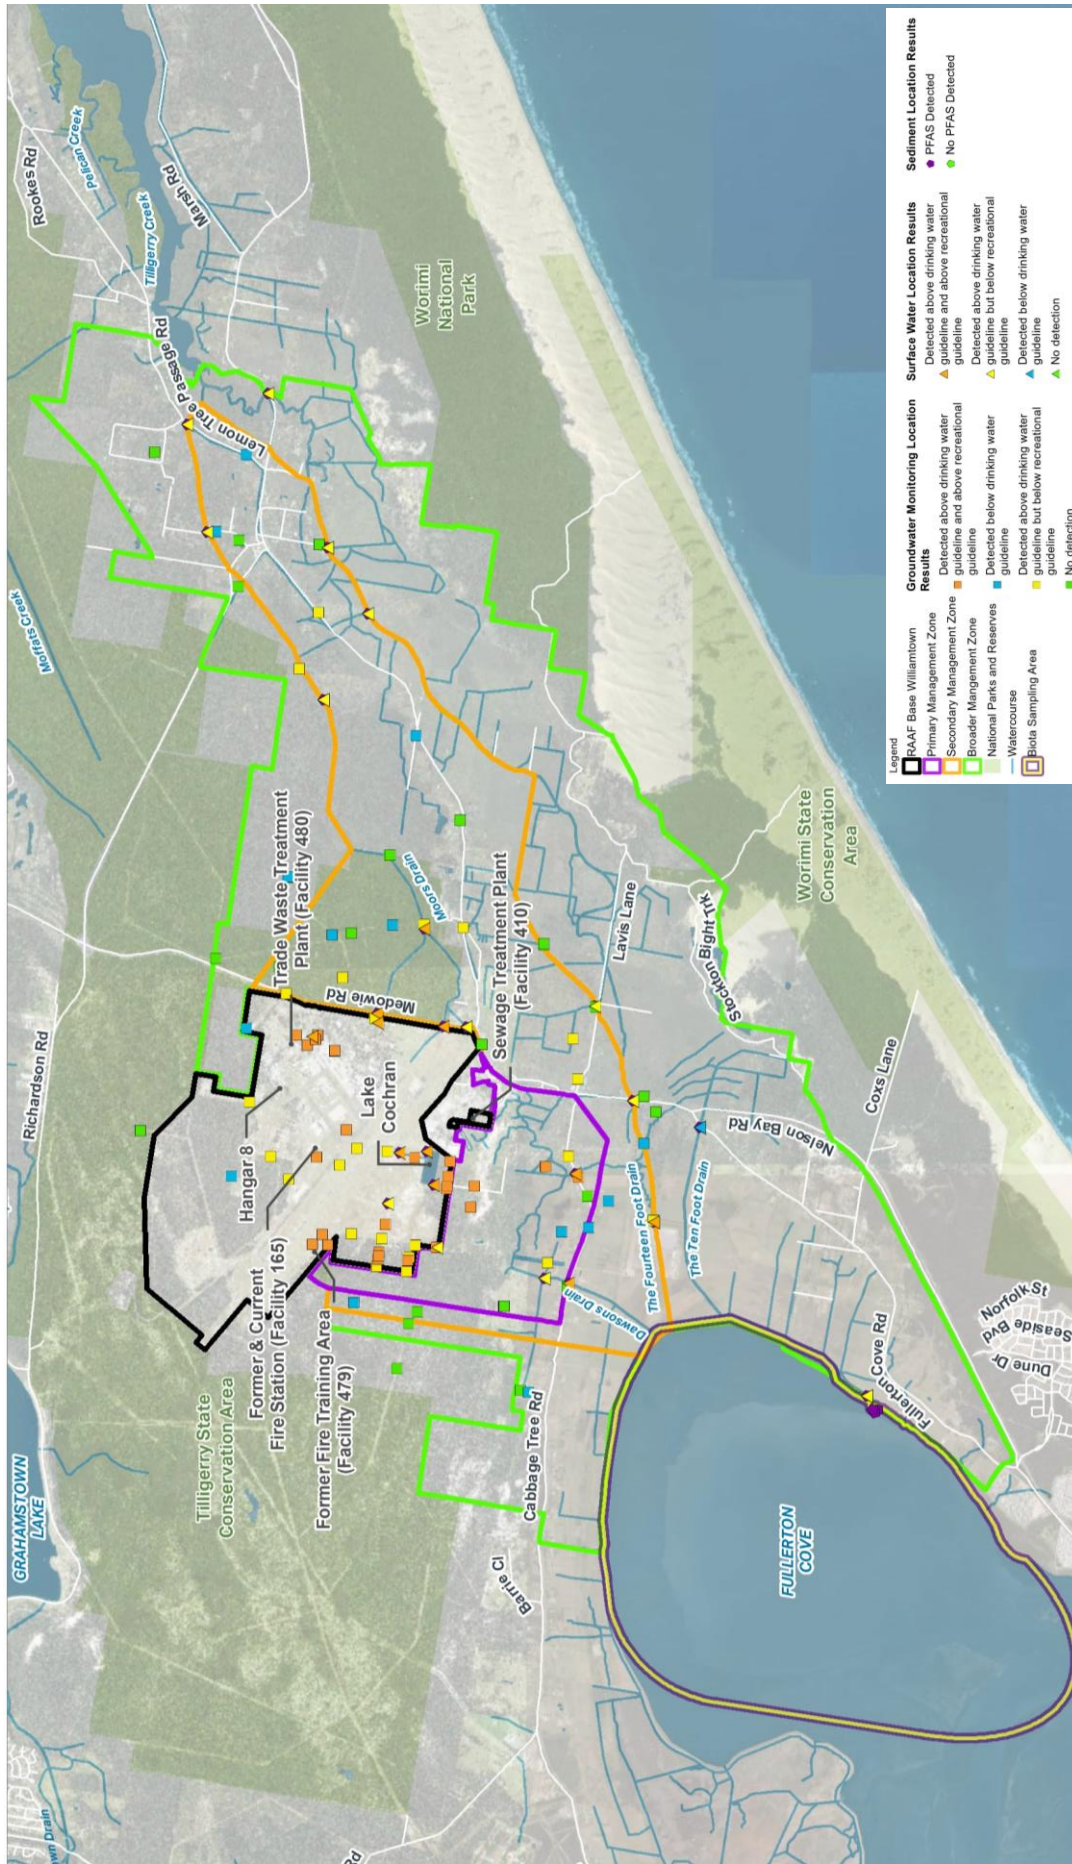 GRAHAMSTOWN
LAKE
Richardson Rd
Moffats Creek
Rookes Rd
Pelican Creek
Tilligerry Creek
Marsh Rd
Lemon Tree Passage Rd
Worimi
National
Park
Tilligerry State
Conservation Area
Hangar 8
Former & Current
Fire Station (Facility 165)
Former Fire Training Area
(Facility 479)
Lake
Cochran
Medowie Rd
Trade Waste Treatment
Plant (Facility 480)
Moors Drain
Sewage Treatment Plant
(Facility 410)
Lavis Lane
Stockton Bight Trk
Worimi State
Conservation
Area
own Drain
Rd
Barrie Cl
Cabbage Tree Rd
Dawsons Drain
The Fourteen Foot Drain
The Ten Foot Drain
Nelson Bay
Rd
Coxs Lane
FULLERTON
COVE
Fullerton Cove Rd
Norfolk St
Seaside Bvd
Dune Dr
Legend
RAAF Base Williamtown
Primary Management Zone
Secondary Management Zone
Broader Mangement Zone
National Parks and Reserves
Watercourse
Biota Sampling Area
Groundwater Monitoring Location
Results
Detected above drinking water
guideline and above recreational
guideline
Detected below drinking water
guideline
Detected above drinking water
guideline but below recreational
guideline
No detection
Surface Water Location Results
Detected above drinking water
guideline and above recreational
guideline
Detected above drinking water
guideline but below recreational
guideline
Detected below drinking water
guideline
No detection
Sediment Location Results
PFAS Detected
No PFAS Detected